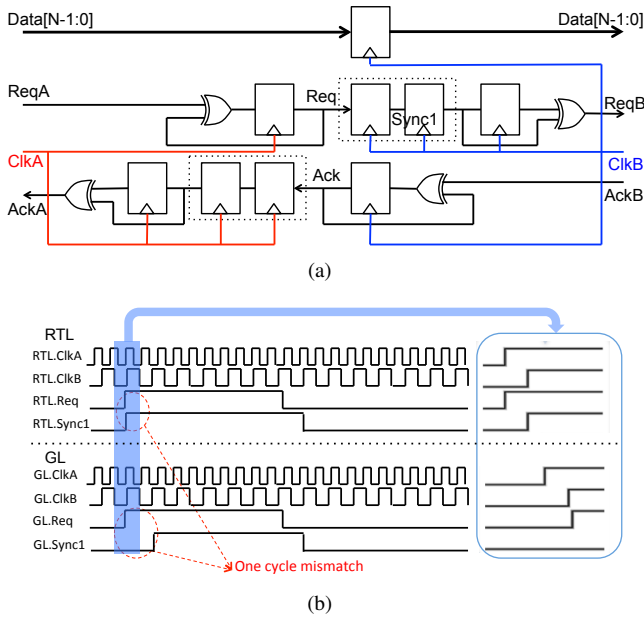 Data[N-1:0] Data[N-1:0]
ReqA Req Sync1 ReqB
ClkA ClkB
Ack
AckA AckB
(a)
RTL
RTL.ClkA
RTL.ClkB
RTL.Req
RTL.Sync1
GL
GL.ClkA
GL.ClkB
GL.Req
GL.Sync1
One cycle mismatch
(b)